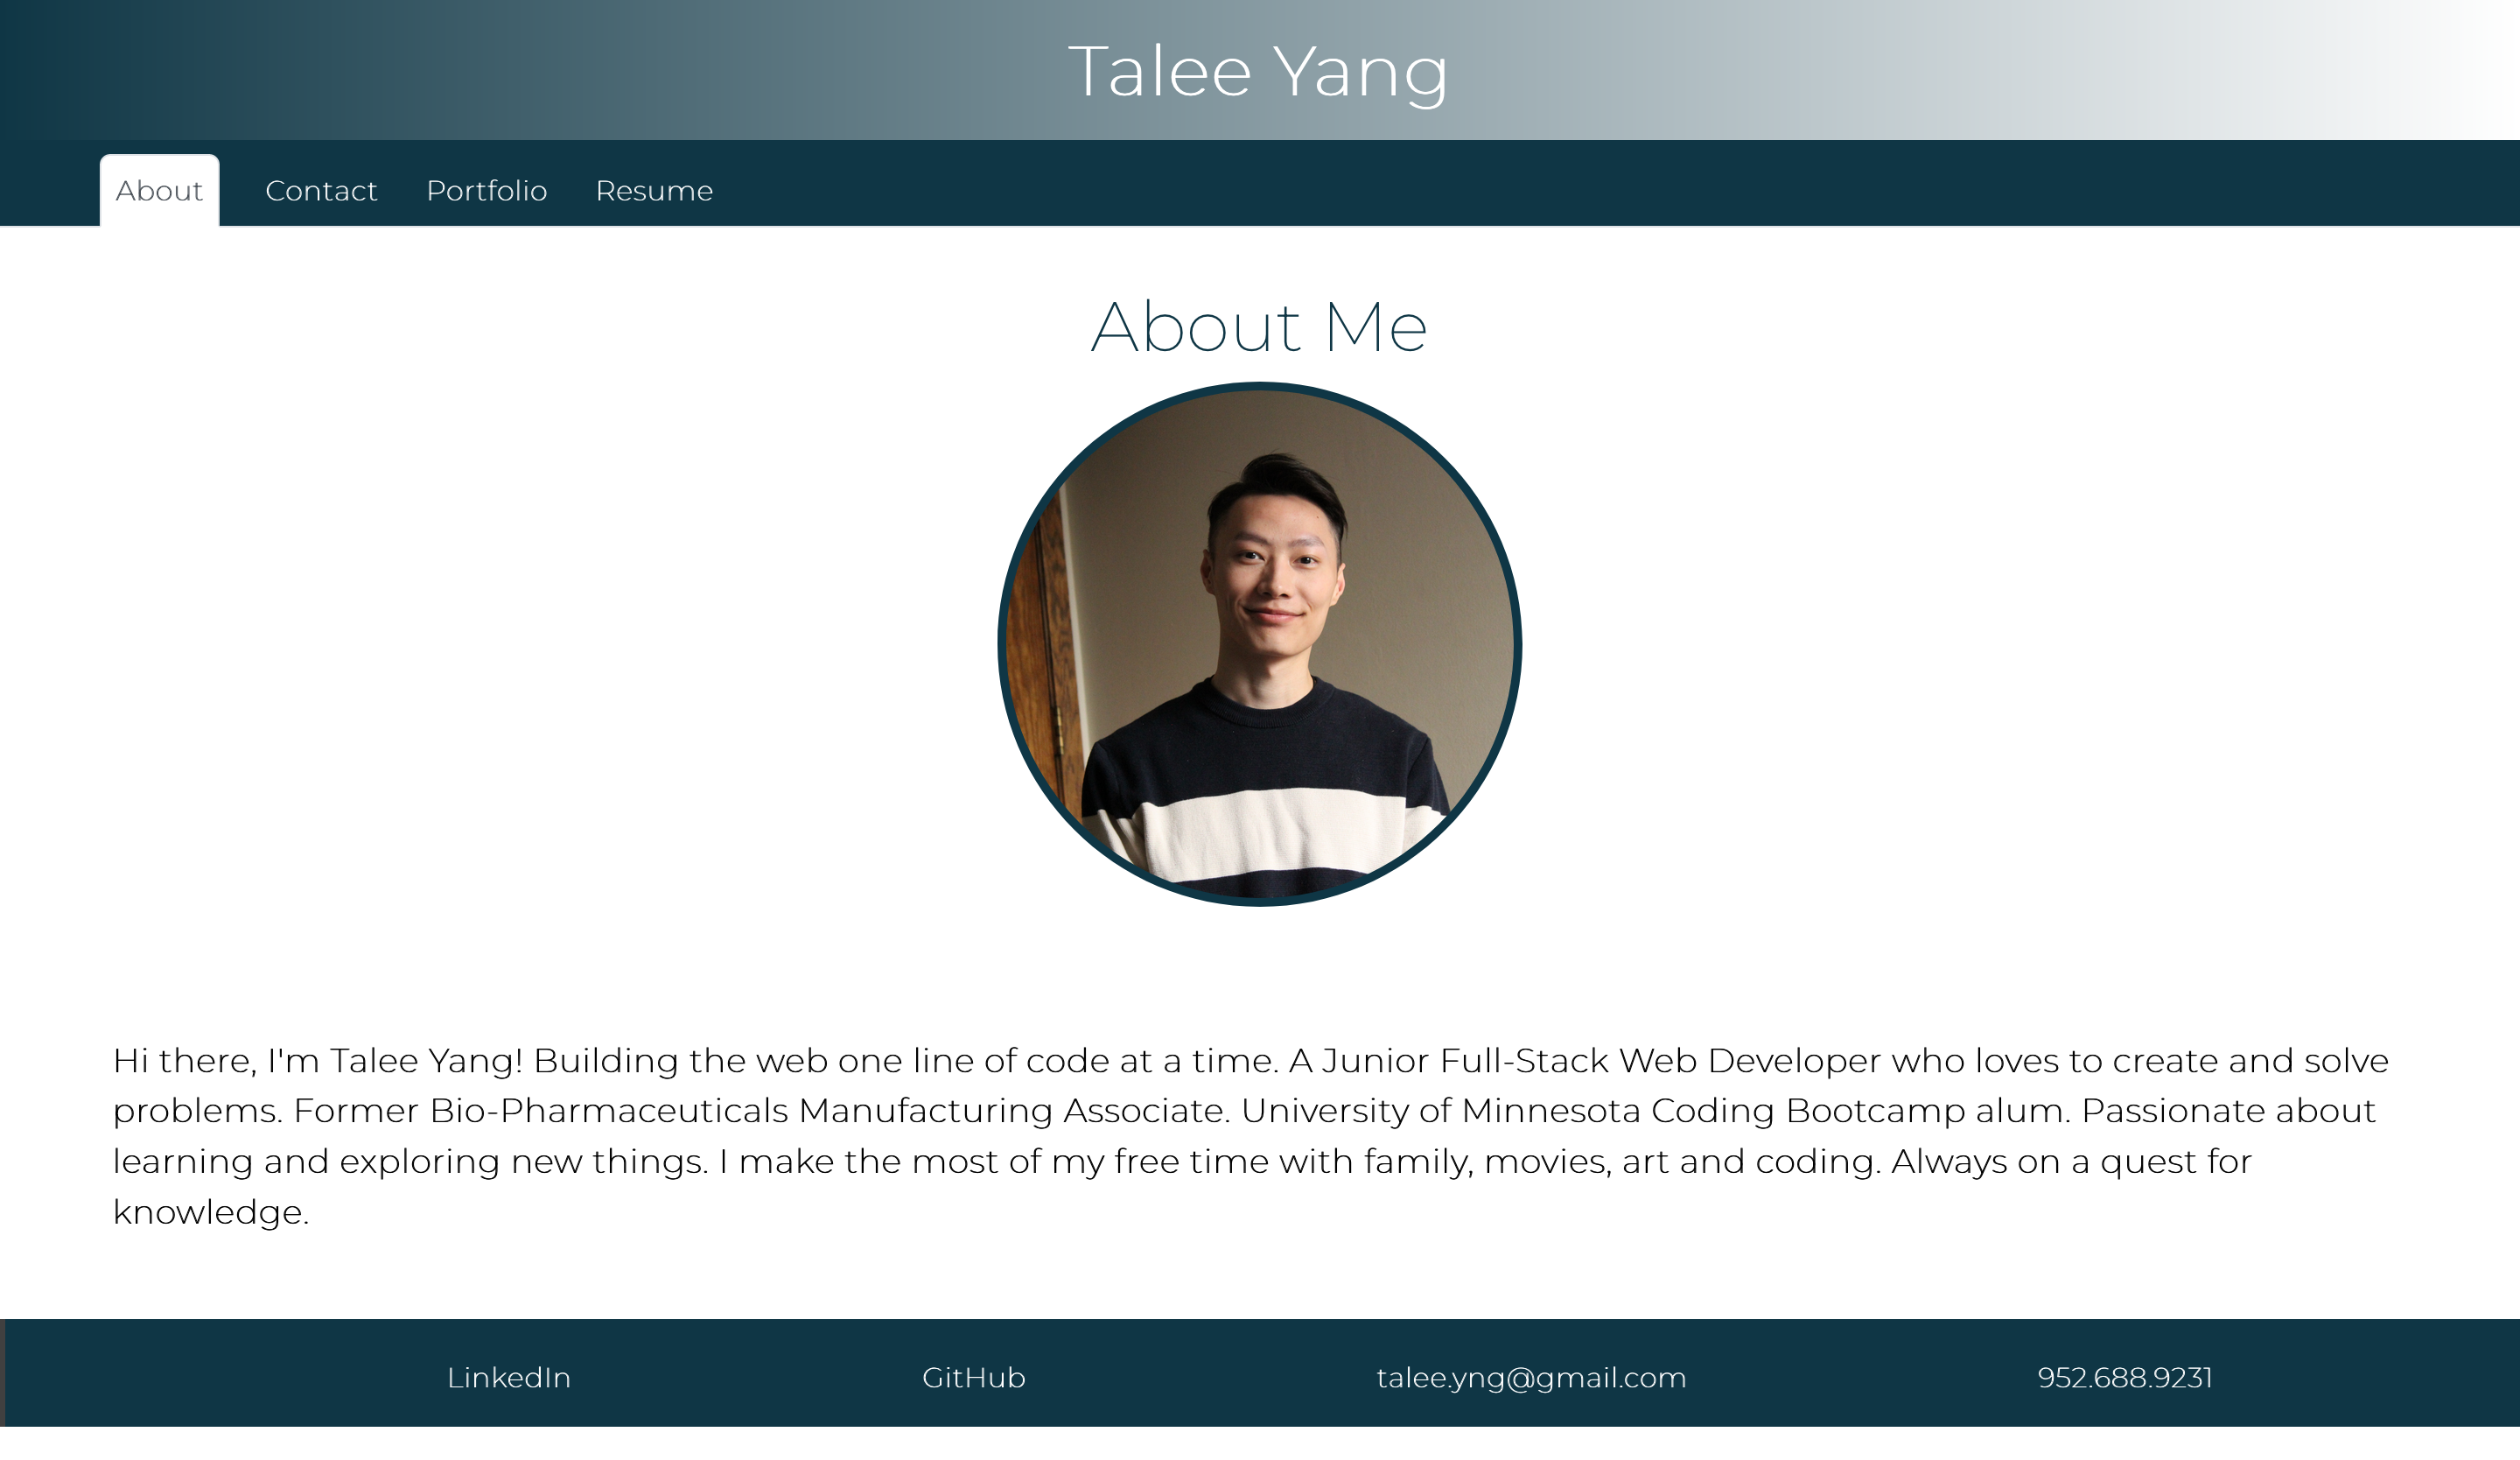 Talee Yang
About Contact Portfolio Resume
About Me
Hi there, I'm Talee Yang! Building the web one line of code at a time. A Junior Full-Stack Web Developer who loves to create and solve
problems. Former Bio-Pharmaceuticals Manufacturing Associate. University of Minnesota Coding Bootcamp alum. Passionate about
learning and exploring new things. I make the most of my free time with family, movies, art and coding. Always on a quest for
knowledge.
LinkedIn GitHub talee.yng@gmail.com 952.688.9231